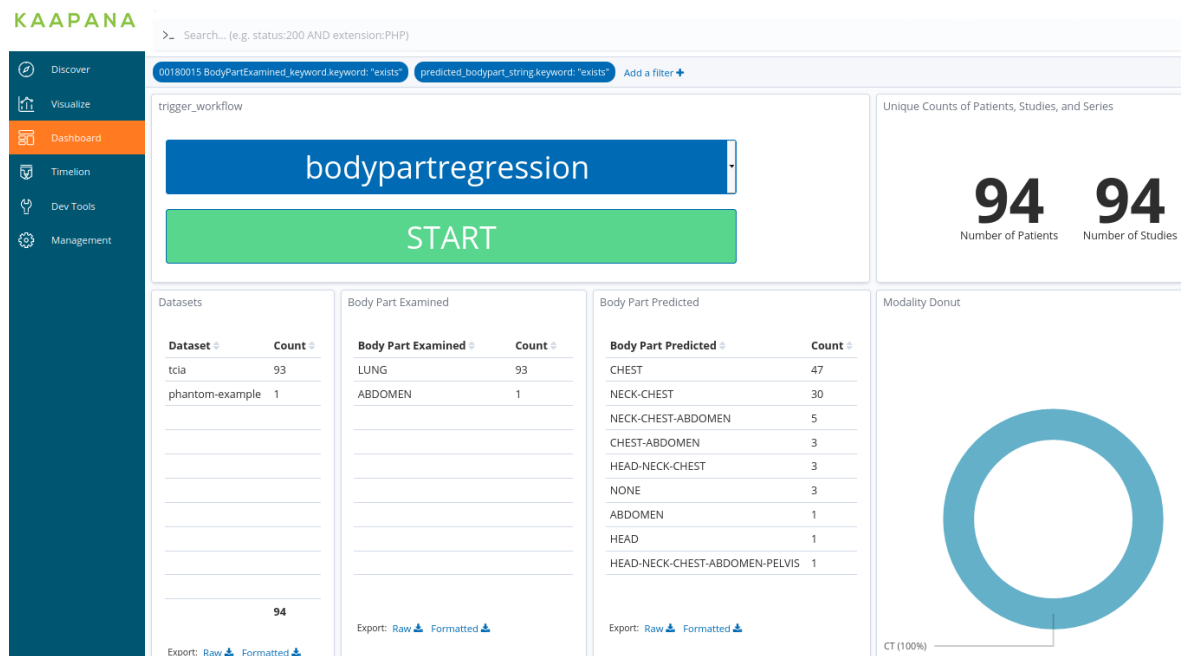 KAAPANA
>_ Search... (e.g. status:200 AND extension:PHP)
00180015 BodyPartExamined_keyword.keyword: "exists" predicted_bodypart_string.keyword: "exists" Add a filter +
Discover
Visualize
Dashboard
Timelion
Dev Tools
Management
trigger_workflow
bodypartregression
START
Unique Counts of Patients, Studies, and Series
94 94
Number of Patients Number of Studies
Datasets
Dataset Count
tcia 93
phantom-example 1
94
Export: Raw Formatted
Body Part Examined
Body Part Examined Count
LUNG 93
ABDOMEN 1
Export: Raw Formatted
Body Part Predicted
Body Part Predicted Count
CHEST 47
NECK-CHEST 30
NECK-CHEST-ABDOMEN 5
CHEST-ABDOMEN 3
HEAD-NECK-CHEST 3
NONE 3
ABDOMEN 1
HEAD 1
HEAD-NECK-CHEST-ABDOMEN-PELVIS 1
Export: Raw Formatted
Modality Donut
CT (100%)